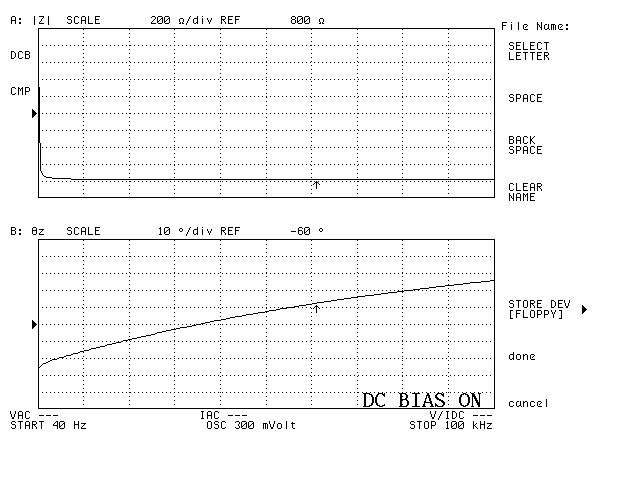 A: |Z| SCALE 200 Ω/div REF 800 Ω
File Name:
DCB
CMP
SELECT
LETTER
SPACE
BACK
SPACE
CLEAR
NAME
B: θz SCALE 10 °/div REF -60 °
STORE DEV
[FLOPPY]
done
cancel
DC BIAS ON
VAC --- IAC --- V/IDC ---
START 40 Hz OSC 300 mVolt STOP 100 kHz